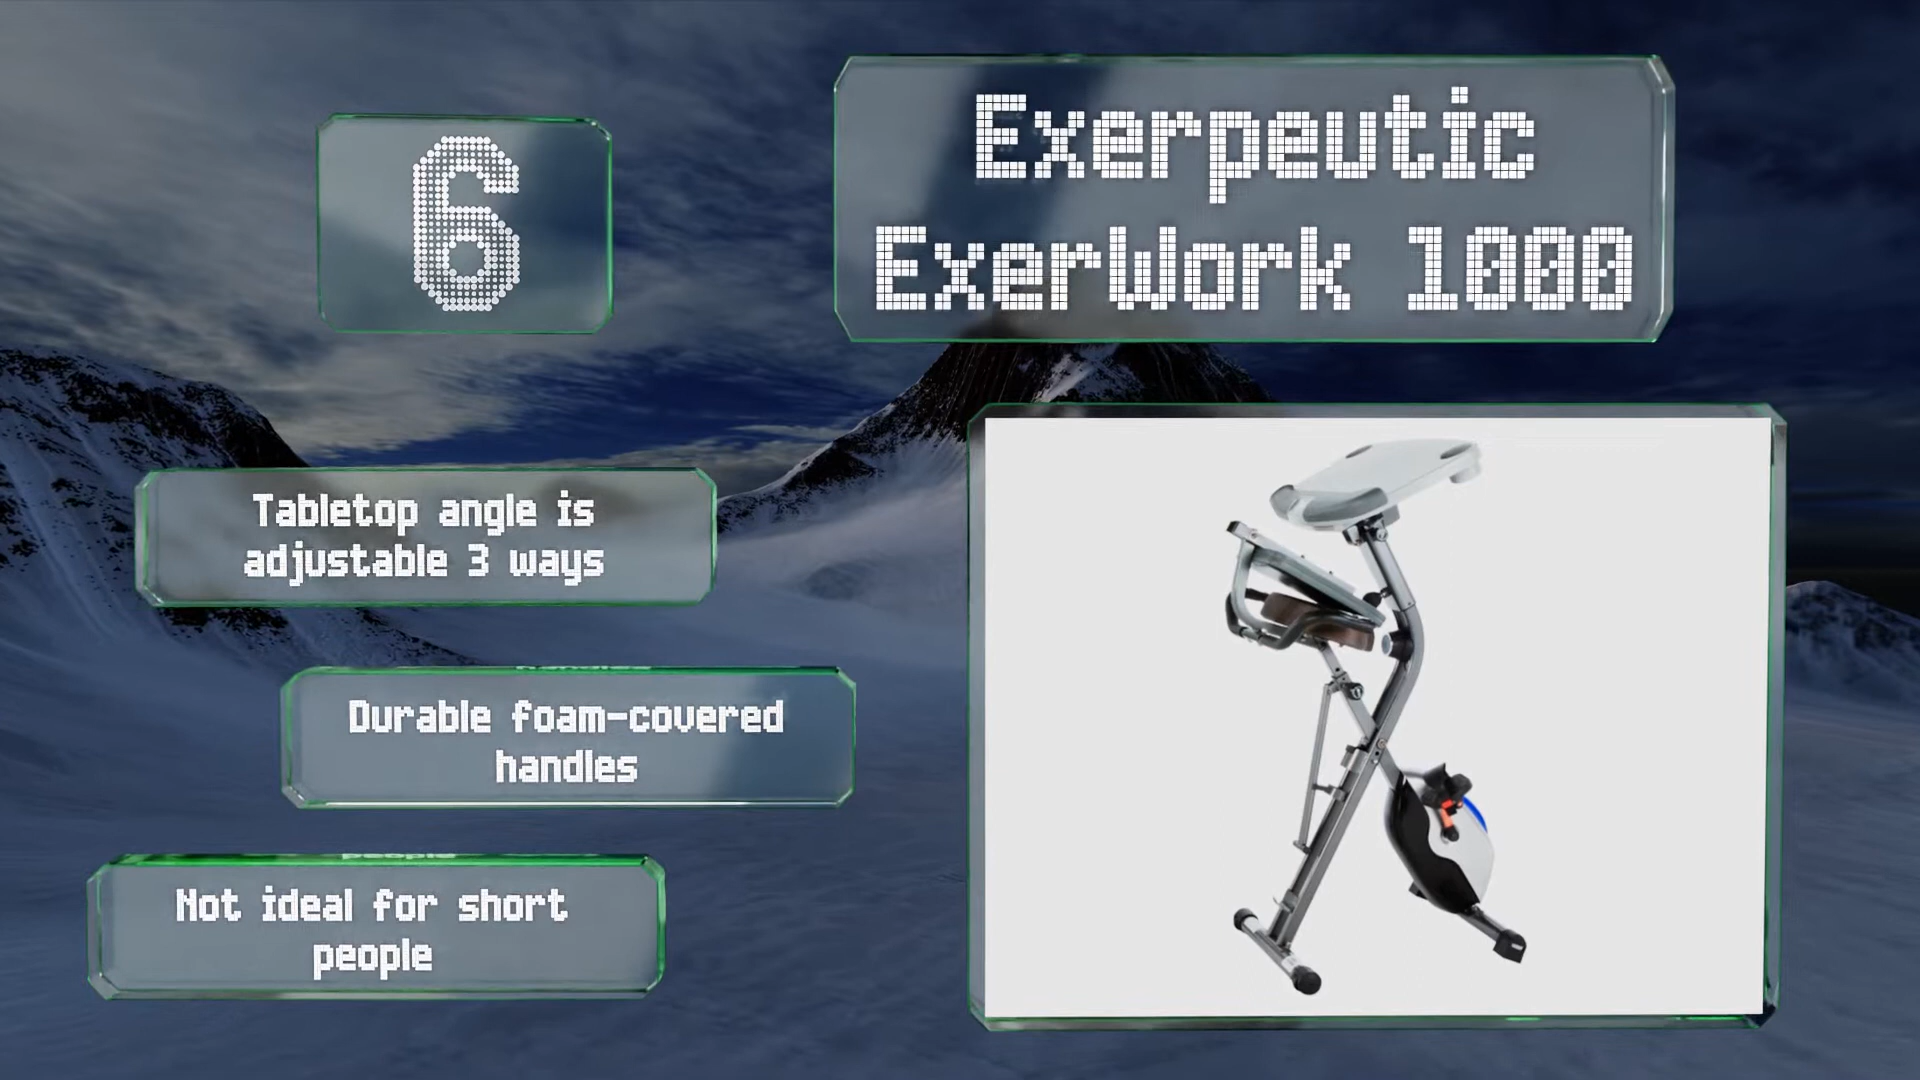 6
Exerpeutic
ExerWork 1000
Tabletop angle is
adjustable 3 ways
Durable foam-covered
handles
Not ideal for short
people